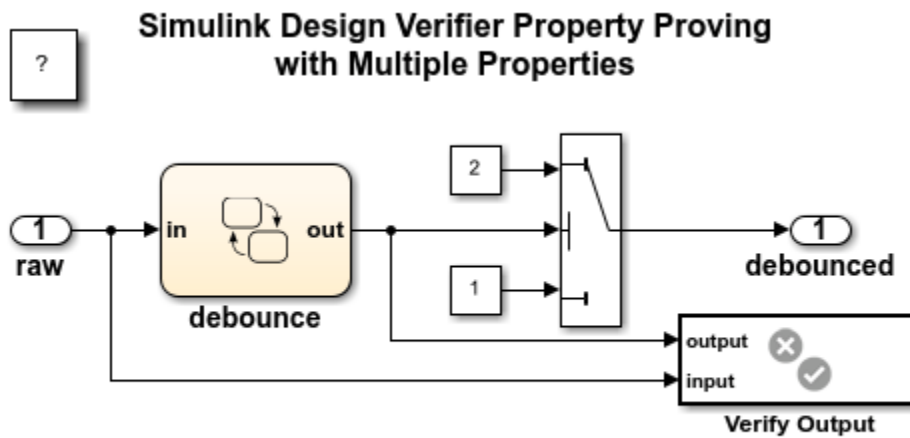 Simulink Design Verifier Property Proving
with Multiple Properties
?
2
1
in
out
1
raw
debounce
1
1
debounced
output
input
Verify Output